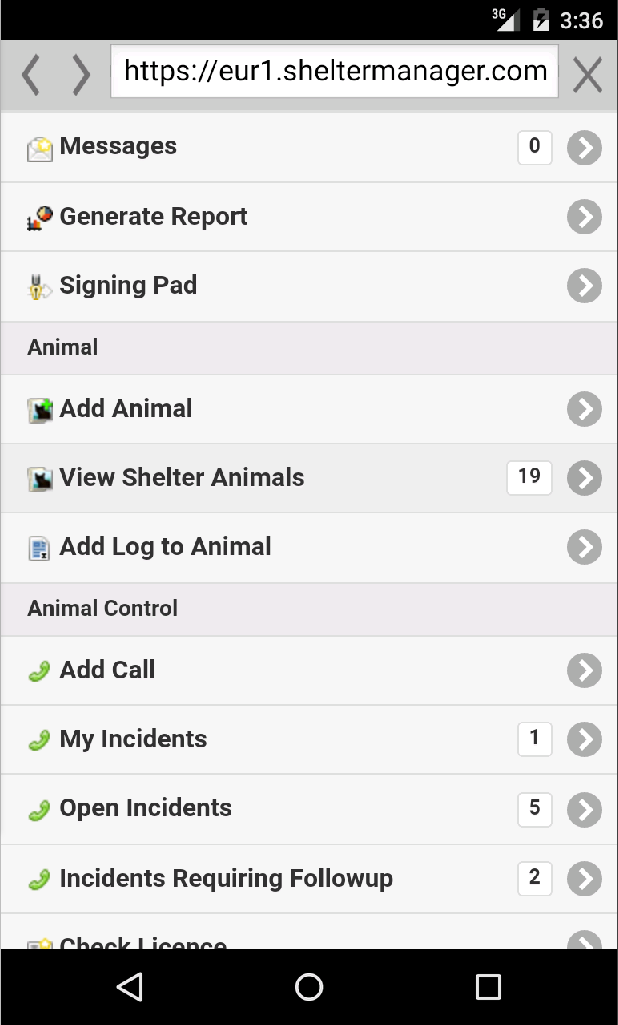 3G 3:36
https://eur1.sheltermanager.com
Messages 0
Generate Report
Signing Pad
Animal
Add Animal
View Shelter Animals 19
Add Log to Animal
Animal Control
Add Call
My Incidents 1
Open Incidents 5
Incidents Requiring Followup 2
Check Licence